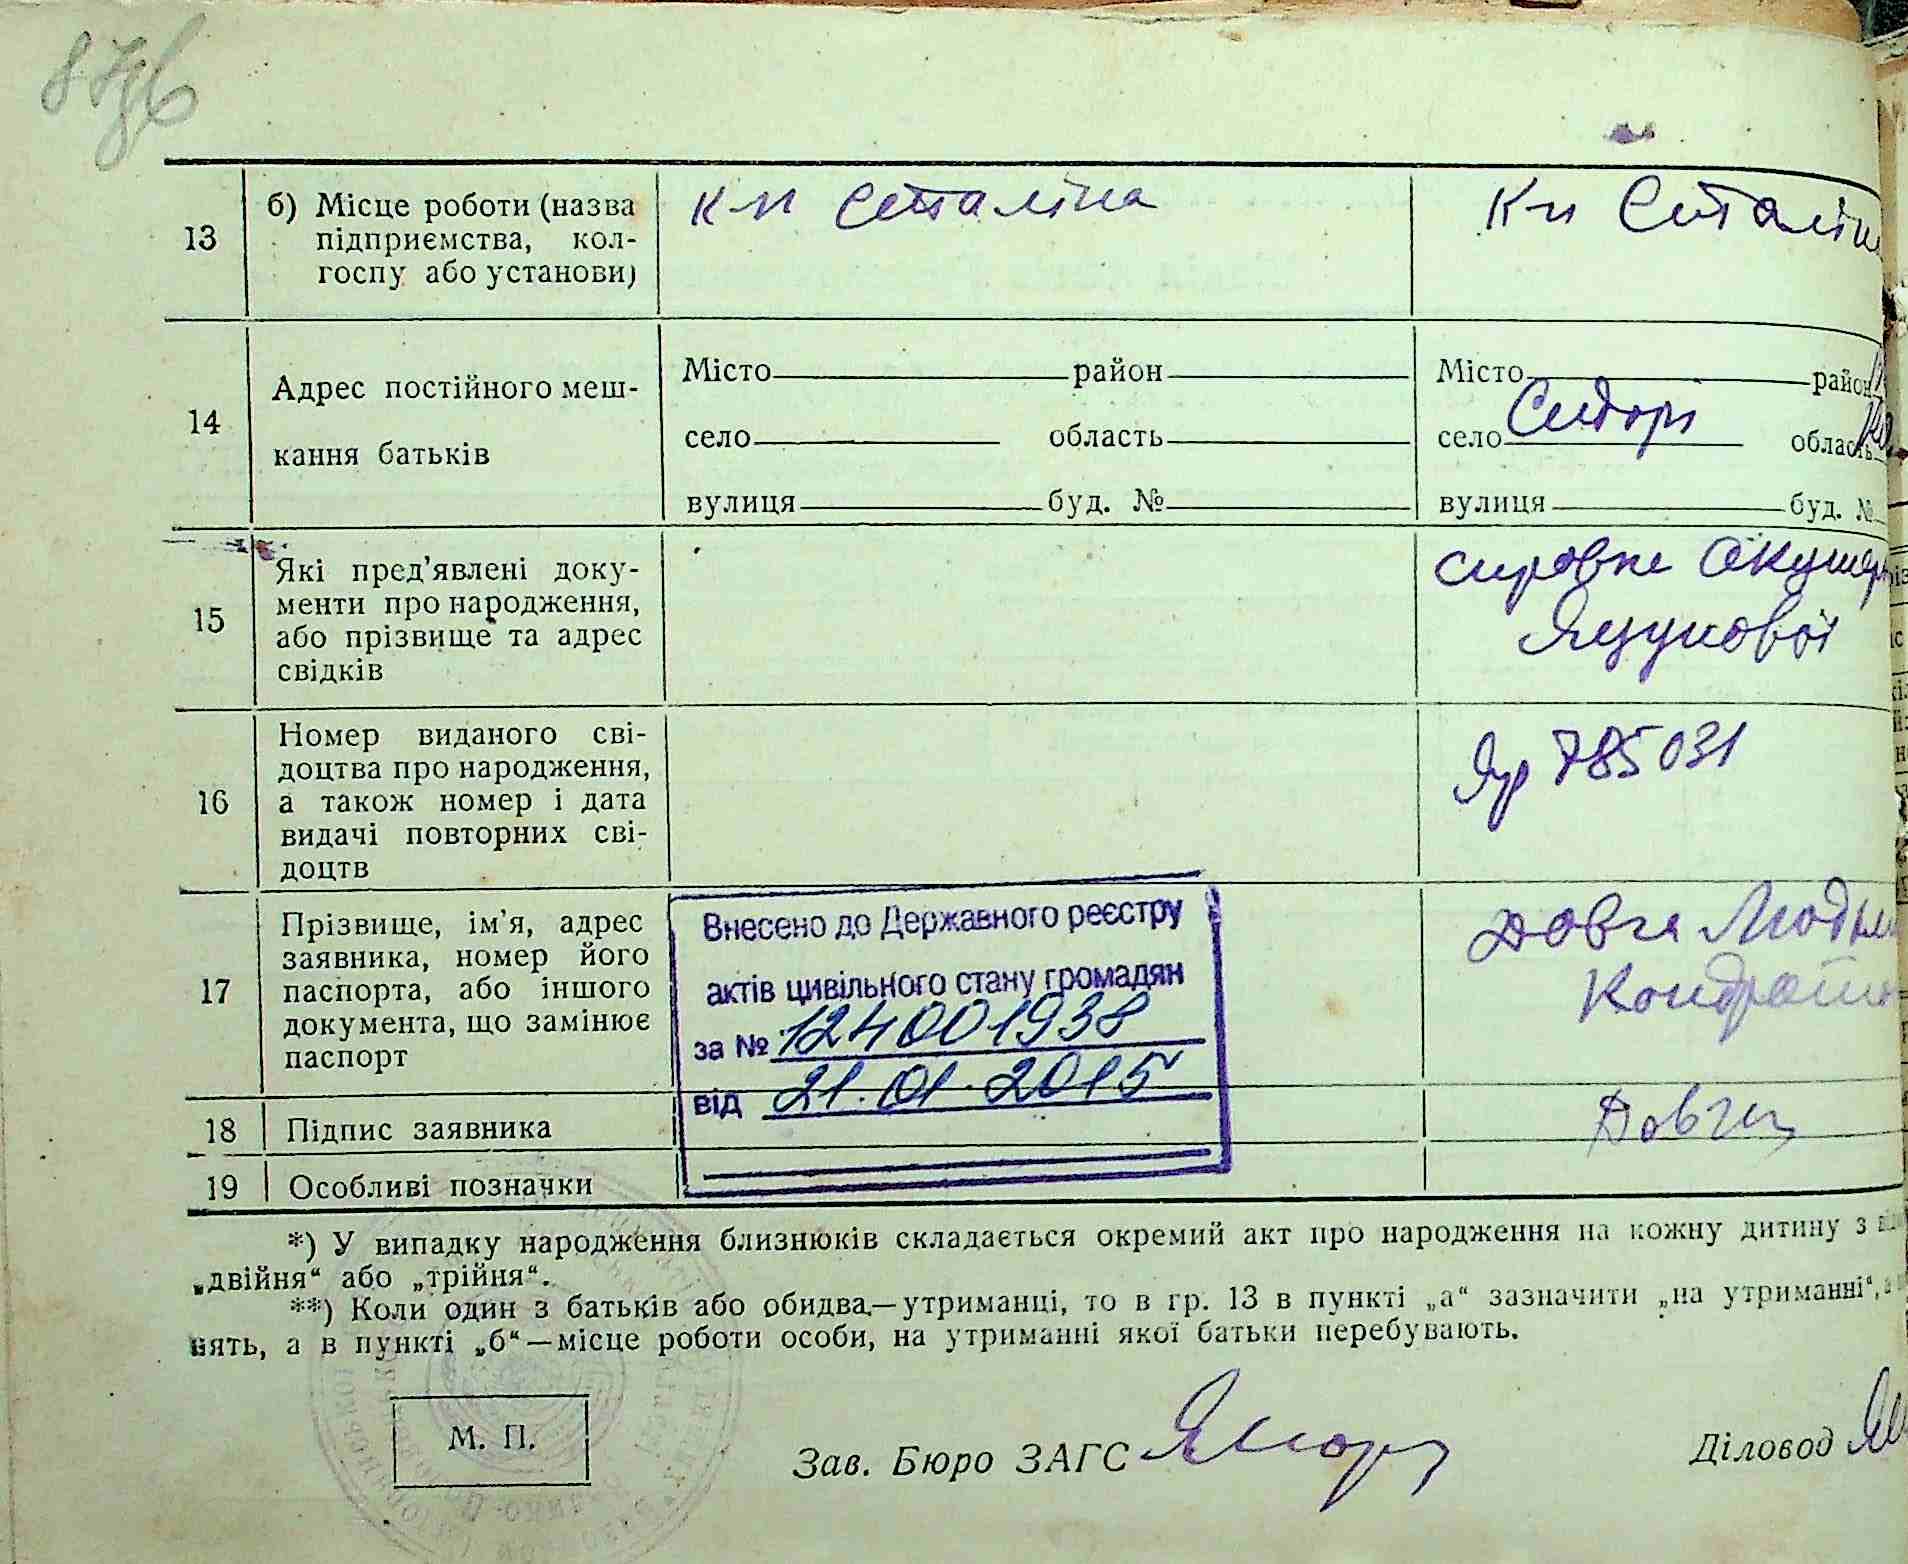 13
б) Місце роботи (назва
підприємства, кол-
госпу або установи)
к-п Сталіна
К-п Сталін
14
Адрес постійного меш-
кання батьків
Місто район
село область
вулиця буд. №
Місто район
село Сидори область
вулиця буд. №
15
Які пред’явлені доку-
менти про народження,
або прізвище та адрес
свідків
Яцукової
16
Номер виданого сві-
доцтва про народження,
а також номер і дата
видачі повторних сві-
доцтв
785031
17
Прізвище, ім’я, адрес
заявника, номер його
паспорта, або іншого
документа, що замінює
паспорт
Внесено до Державного реєстру
актів цивільного стану громадян
за № 124001938
від 21.01.2015
Довга Людм
Кондрать
18 Підпис заявника
Довга
19 Особливі позначки
*) У випадку народження близнюків складається окремий акт про народження на кожну дитину з
„двійня“ або „трійня“.
**) Коли один з батьків або обидва—утриманці, то в гр. 13 в пункті „а“ зазначити „на утриманні“,
нять, а в пункті „б“—місце роботи особи, на утриманні якої батьки перебувають.
М. П.
Зав. Бюро ЗАГС
Діловод